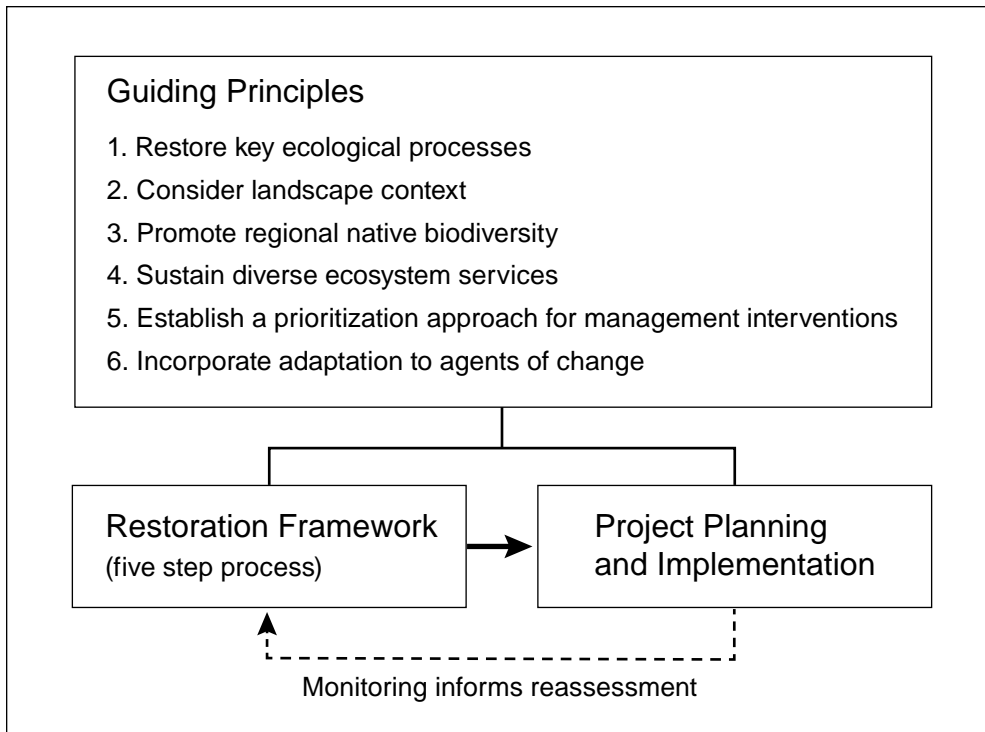 Guiding Principles
1. Restore key ecological processes
2. Consider landscape context
3. Promote regional native biodiversity
4. Sustain diverse ecosystem services
5. Establish a prioritization approach for management interventions
6. Incorporate adaptation to agents of change
Restoration Framework
(five step process)
Project Planning
and Implementation
Monitoring informs reassessment